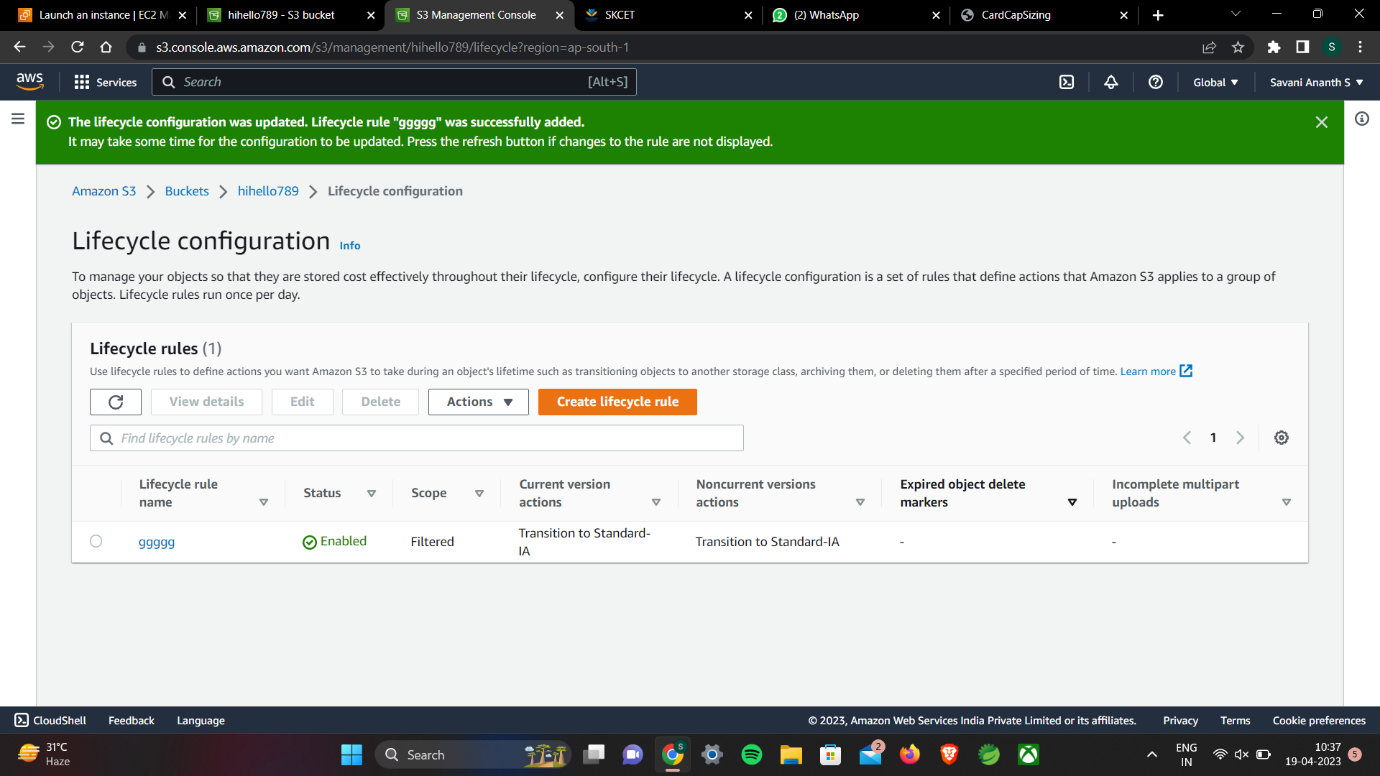 Launch an instance | EC2 M
hihello789 - S3 bucket
S3 Management Console
SKCET
(2) WhatsApp
CardCapSizing
s3.console.aws.amazon.com/s3/management/hihello789/lifecycle?region=ap-south-1
S
aws
Services
Search
[Alt+S]
Global
Savani Ananth S
The lifecycle configuration was updated. Lifecycle rule "ggggg" was successfully added.
It may take some time for the configuration to be updated. Press the refresh button if changes to the rule are not displayed.
Amazon S3 > Buckets > hihello789 > Lifecycle configuration
Lifecycle configuration Info
To manage your objects so that they are stored cost effectively throughout their lifecycle, configure their lifecycle. A lifecycle configuration is a set of rules that define actions that Amazon S3 applies to a group of
objects. Lifecycle rules run once per day.
Lifecycle rules (1)
Use lifecycle rules to define actions you want Amazon S3 to take during an object's lifetime such as transitioning objects to another storage class, archiving them, or deleting them after a specified period of time. Learn more
View details
Edit
Delete
Actions
Create lifecycle rule
Find lifecycle rules by name
1
Lifecycle rule
name
Status
Scope
Current version
actions
Noncurrent versions
actions
Expired object delete
markers
Incomplete multipart
uploads
ggggg
Enabled
Filtered
Transition to Standard-
IA
Transition to Standard-IA
-
-
CloudShell
Feedback
Language
© 2023, Amazon Web Services India Private Limited or its affiliates.
Privacy
Terms
Cookie preferences
31°C
Haze
Search
2
ENG
IN
10:37
19-04-2023
5